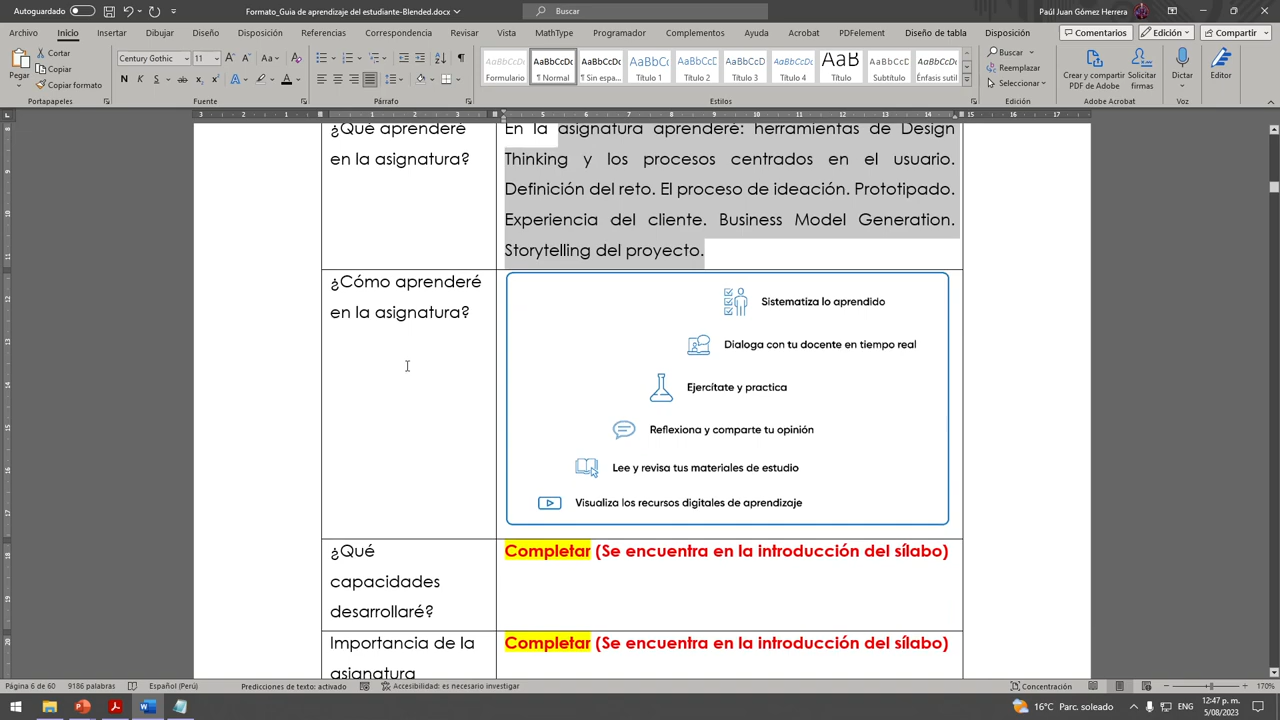 Autoguardado
Formato_Guia de aprendizaje del estudiante-Blended.docx
Buscar
Paúl Juan Gómez Herrera
Archivo Inicio Insertar Dibujar Diseño Disposición Referencias Correspondencia Revisar Vista MathType Programador Complementos Ayuda Acrobat PDFelement Diseño de tabla Disposición
Comentarios Edición Compartir
Pegar
Cortar
Copiar
Copiar formato
Portapapeles
Century Gothic 11
Fuente
Párrafo
Formulario
¶ Normal
¶ Sin espa...
Título 1
Título 2
Título 3
Título 4
Título
Subtítulo
Énfasis sutil
Estilos
Buscar
Reemplazar
Seleccionar
Edición
Crear y compartir PDF de Adobe
Solicitar firmas
Adobe Acrobat
Dictar
Voz
Editor
¿Qué aprenderé
en la asignatura?
En la asignatura aprenderé: herramientas de Design
Thinking y los procesos centrados en el usuario.
Definición del reto. El proceso de ideación. Prototipado.
Experiencia del cliente. Business Model Generation.
Storytelling del proyecto.
¿Cómo aprenderé
en la asignatura?
Sistematiza lo aprendido
Dialoga con tu docente en tiempo real
Ejercítate y practica
Reflexiona y comparte tu opinión
Lee y revisa tus materiales de estudio
Visualiza los recursos digitales de aprendizaje
¿Qué
capacidades
desarrollaré?
Completar (Se encuentra en la introducción del sílabo)
Importancia de la
asignatura
Completar (Se encuentra en la introducción del sílabo)
Página 6 de 60
9186 palabras
Español (Perú)
Predicciones de texto: activado
Accesibilidad: es necesario investigar
Concentración
170%
16°C Parc. soleado
12:47 p. m.
5/08/2023